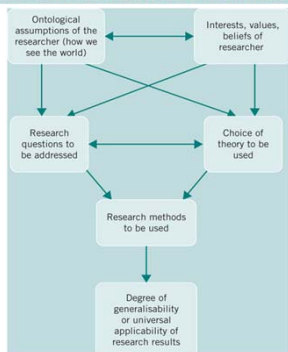 Ontological
assumptions of the
researcher (how we
see the world)
Interests, values,
beliefs of
researcher
Research
questions to
be addressed
Choice of
theory to be
used
Research methods
to be used
Degree of
generalisability
or universal
applicability of
research results